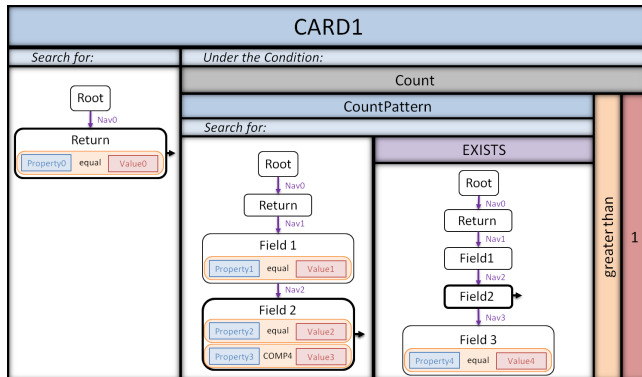 CARD1
Search for:
Under the Condition:
Count
CountPattern
greater than
1
Search for:
EXISTS
Root
Nav0
Return
Property0 equal Value0
Root
Nav0
Return
Nav1
Field 1
Property1 equal Value1
Nav2
Field 2
Property2 equal Value2
Property3 COMP4 Value3
Root
Nav0
Return
Nav1
Field1
Nav2
Field2
Nav3
Field 3
Property4 equal Value4